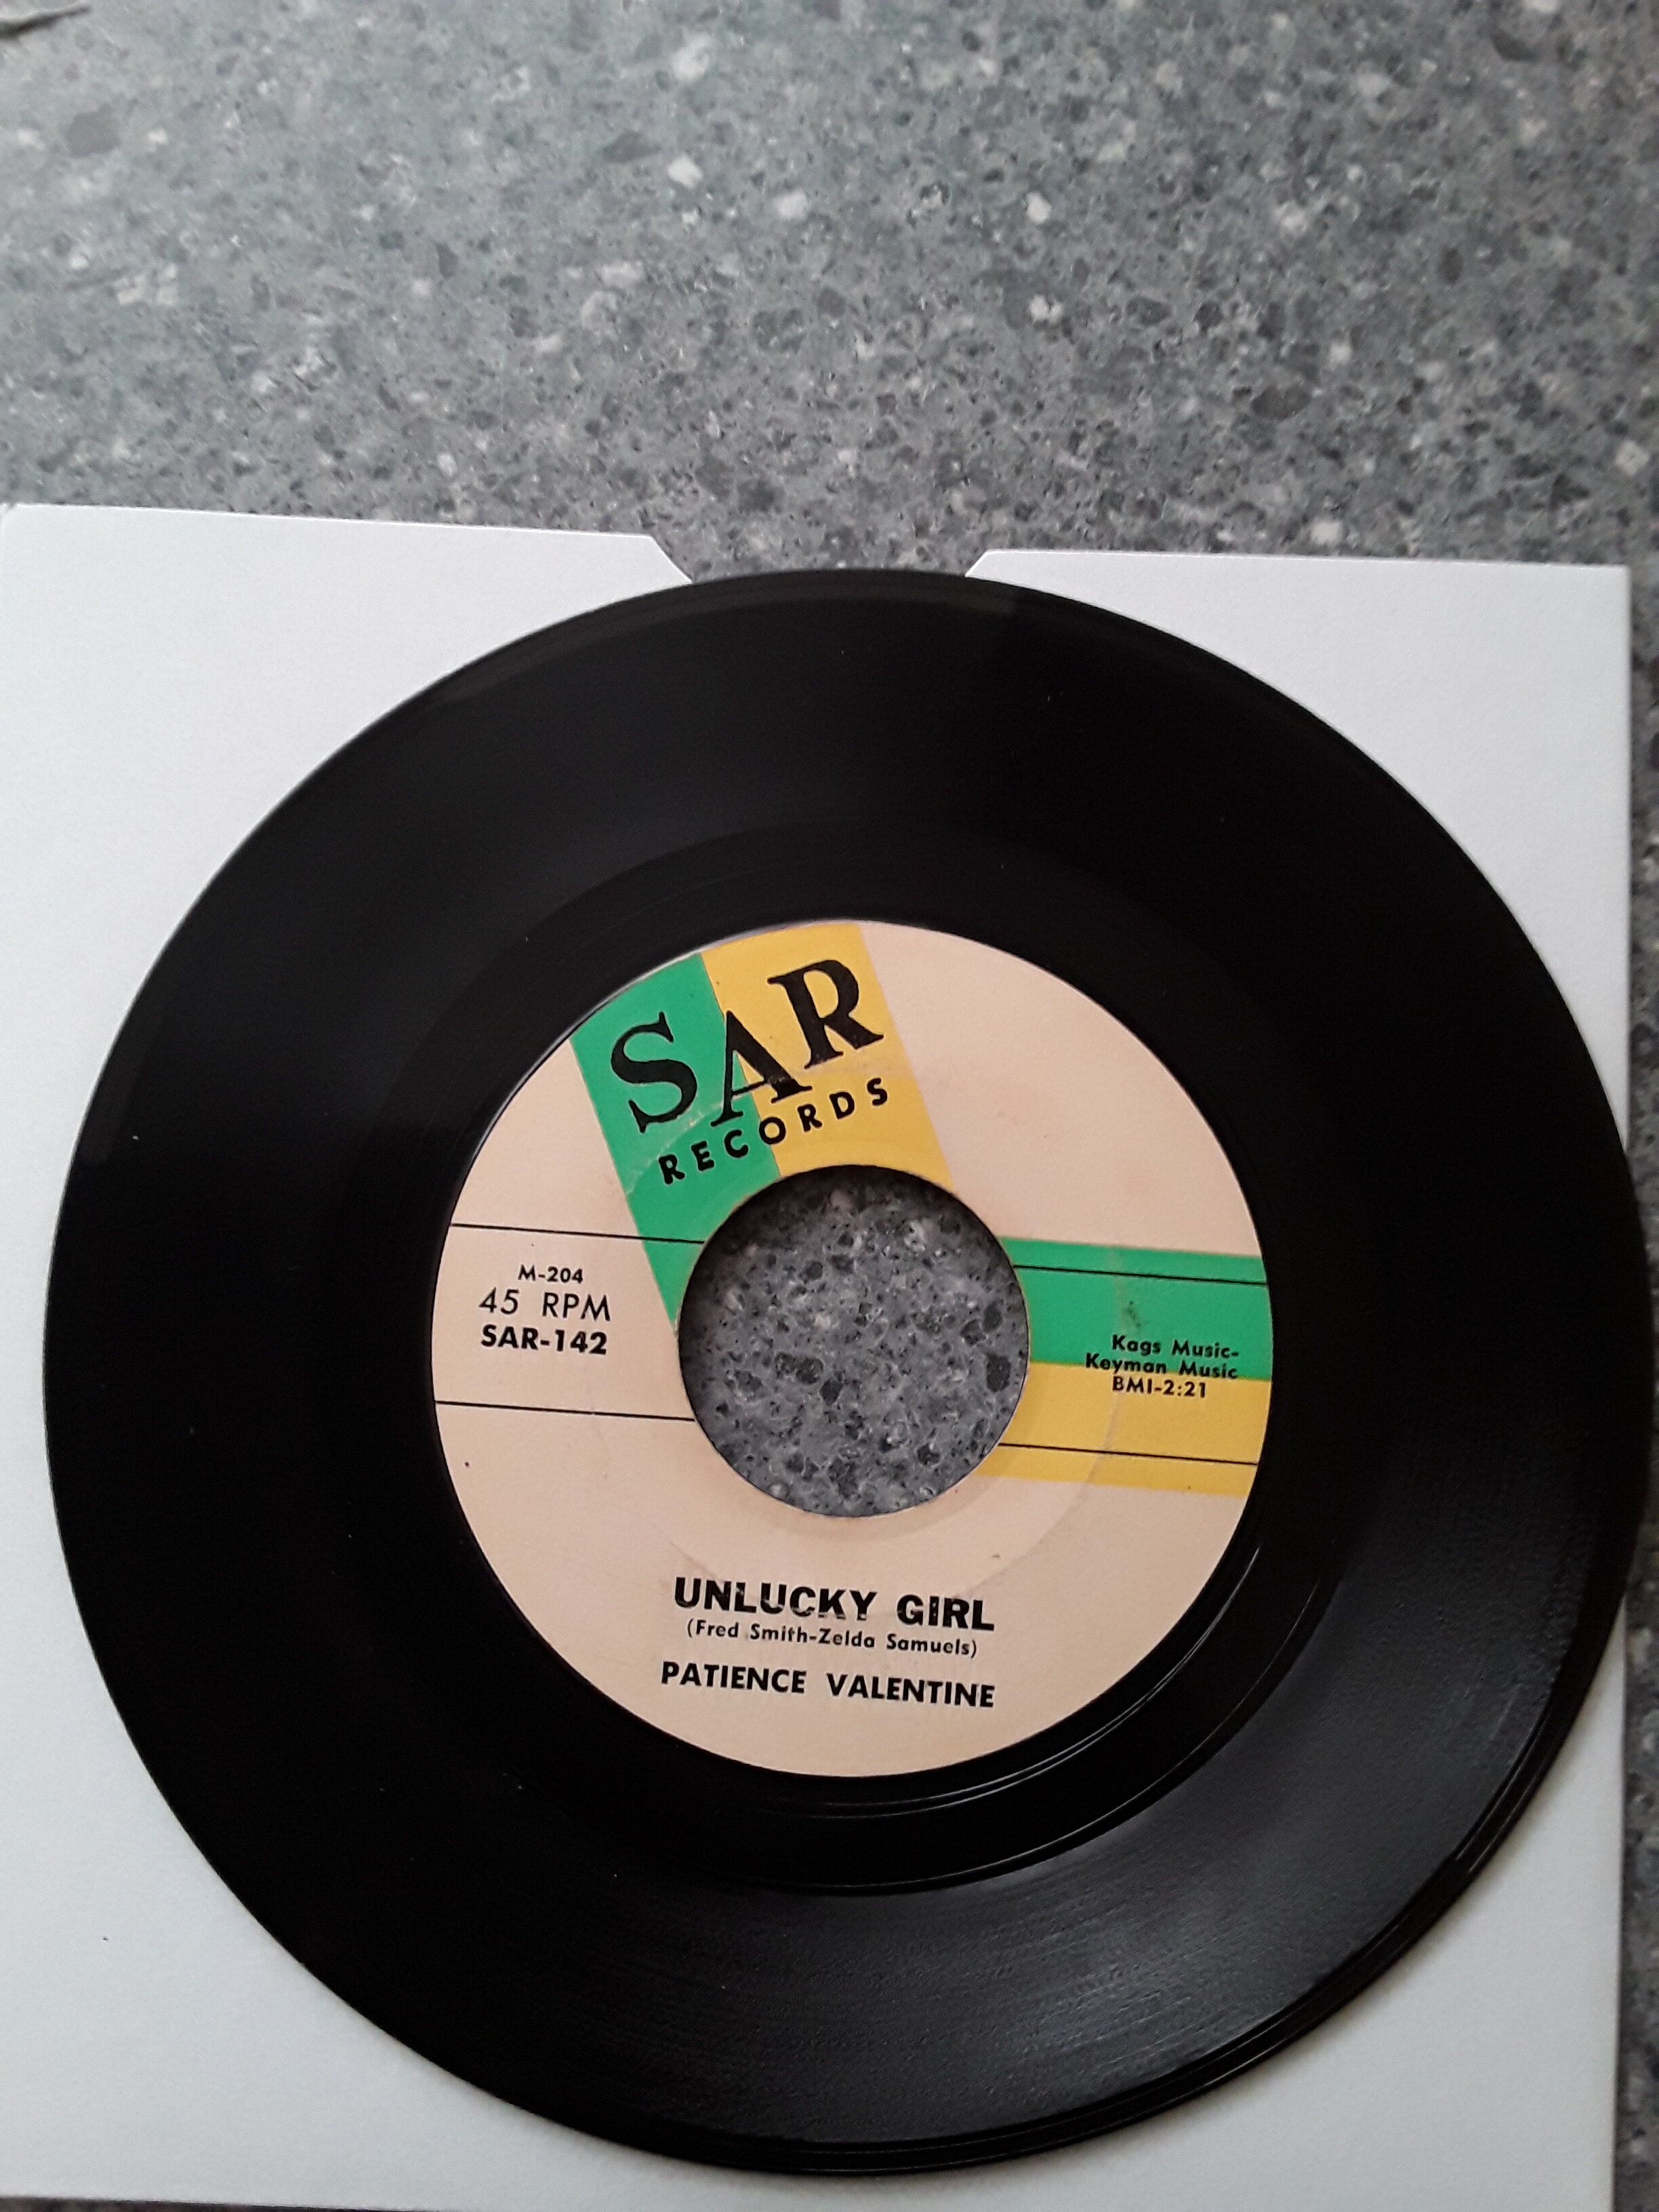 SAR
RECORDS
M-204
45 RPM
SAR-142
Kags Music-
Keyman Music
BMI-2:21
UNLUCKY GIRL
(Fred Smith-Zelda Samuels)
PATIENCE VALENTINE